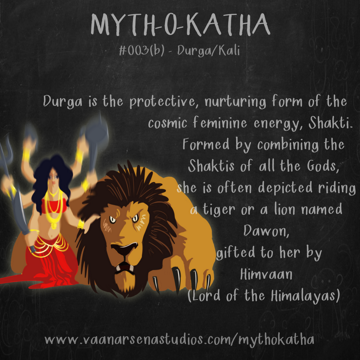 MYTH-O-KATHA
#003(b) - Durga/Kali
Durga is the protective, nurturing form of the
cosmic feminine energy, Shakti.
Formed by combining the
Shaktis of all the Gods,
she is often depicted riding
a tiger or a lion named
Dawon,
gifted to her by
Himvaan
(Lord of the Himalayas)
www.vaanarsenastudios.com/mythokatha